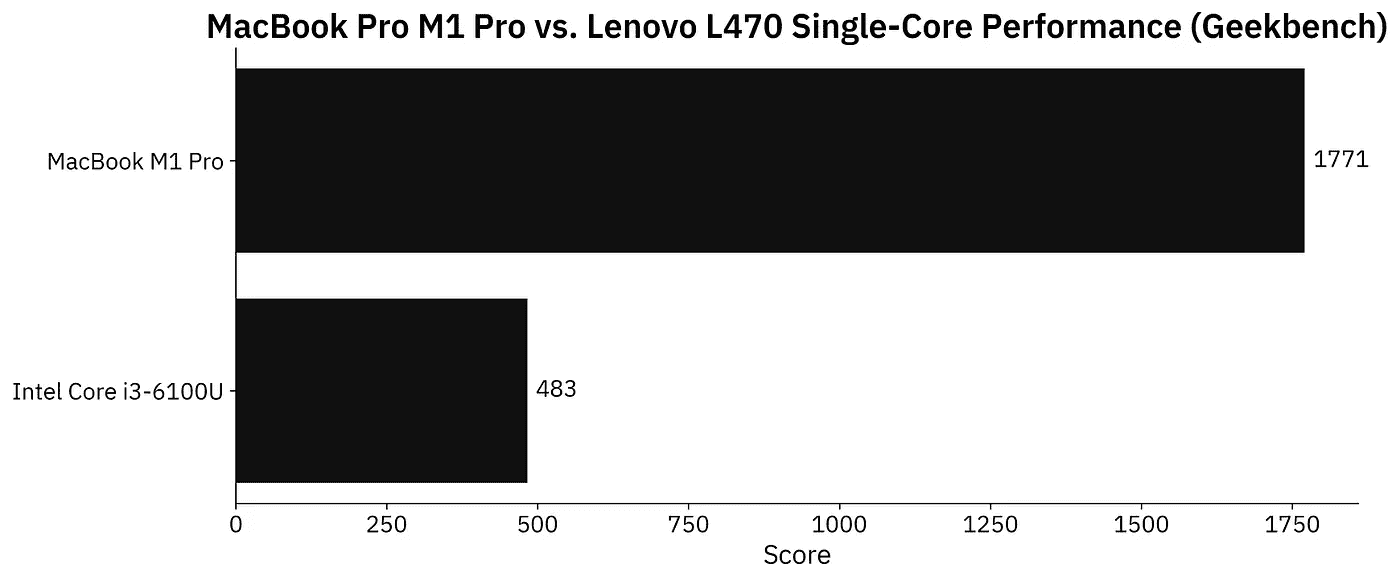 MacBook Pro M1 Pro vs. Lenovo L470 Single-Core Performance (Geekbench)
MacBook M1 Pro
1771
Intel Core i3-6100U
483
0 250 500 750 1000 1250 1500 1750
Score